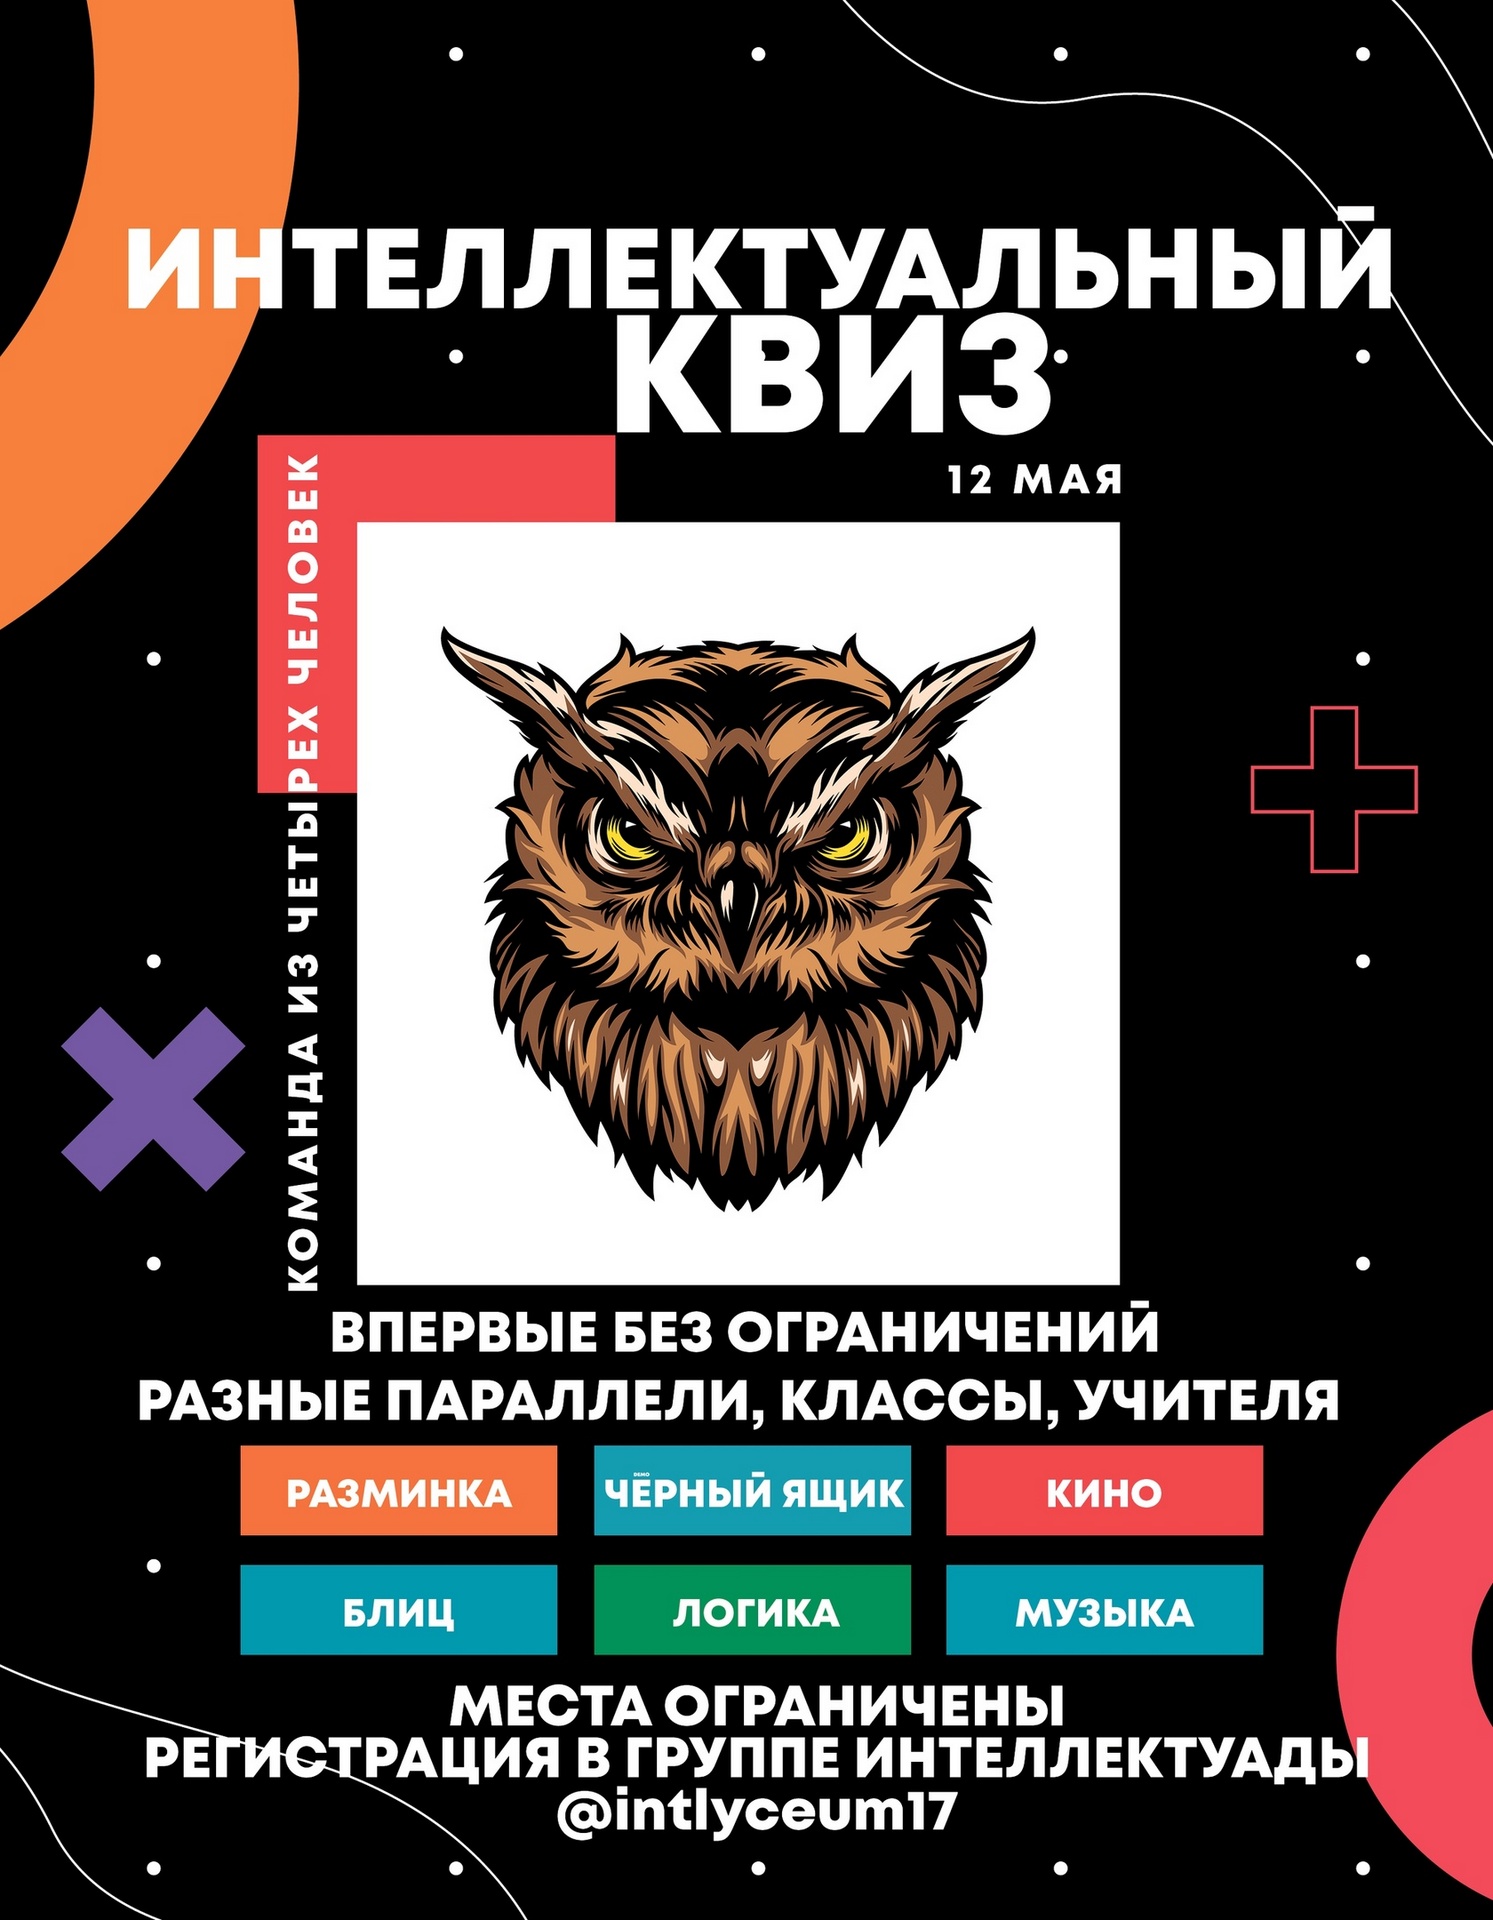 ИНТЕЛЛЕКТУАЛЬНЫЙ
КВИЗ
12 МАЯ
КОМАНДА ИЗ ЧЕТЫРЕХ ЧЕЛОВЕК
ВПЕРВЫЕ БЕЗ ОГРАНИЧЕНИЙ
РАЗНЫЕ ПАРАЛЛЕЛИ, КЛАССЫ, УЧИТЕЛЯ
РАЗМИНКА
ЧЁРНЫЙ ЯЩИК
КИНО
БЛИЦ
ЛОГИКА
МУЗЫКА
МЕСТА ОГРАНИЧЕНЫ
РЕГИСТРАЦИЯ В ГРУППЕ ИНТЕЛЛЕКТУАДЫ
@intlyceum17